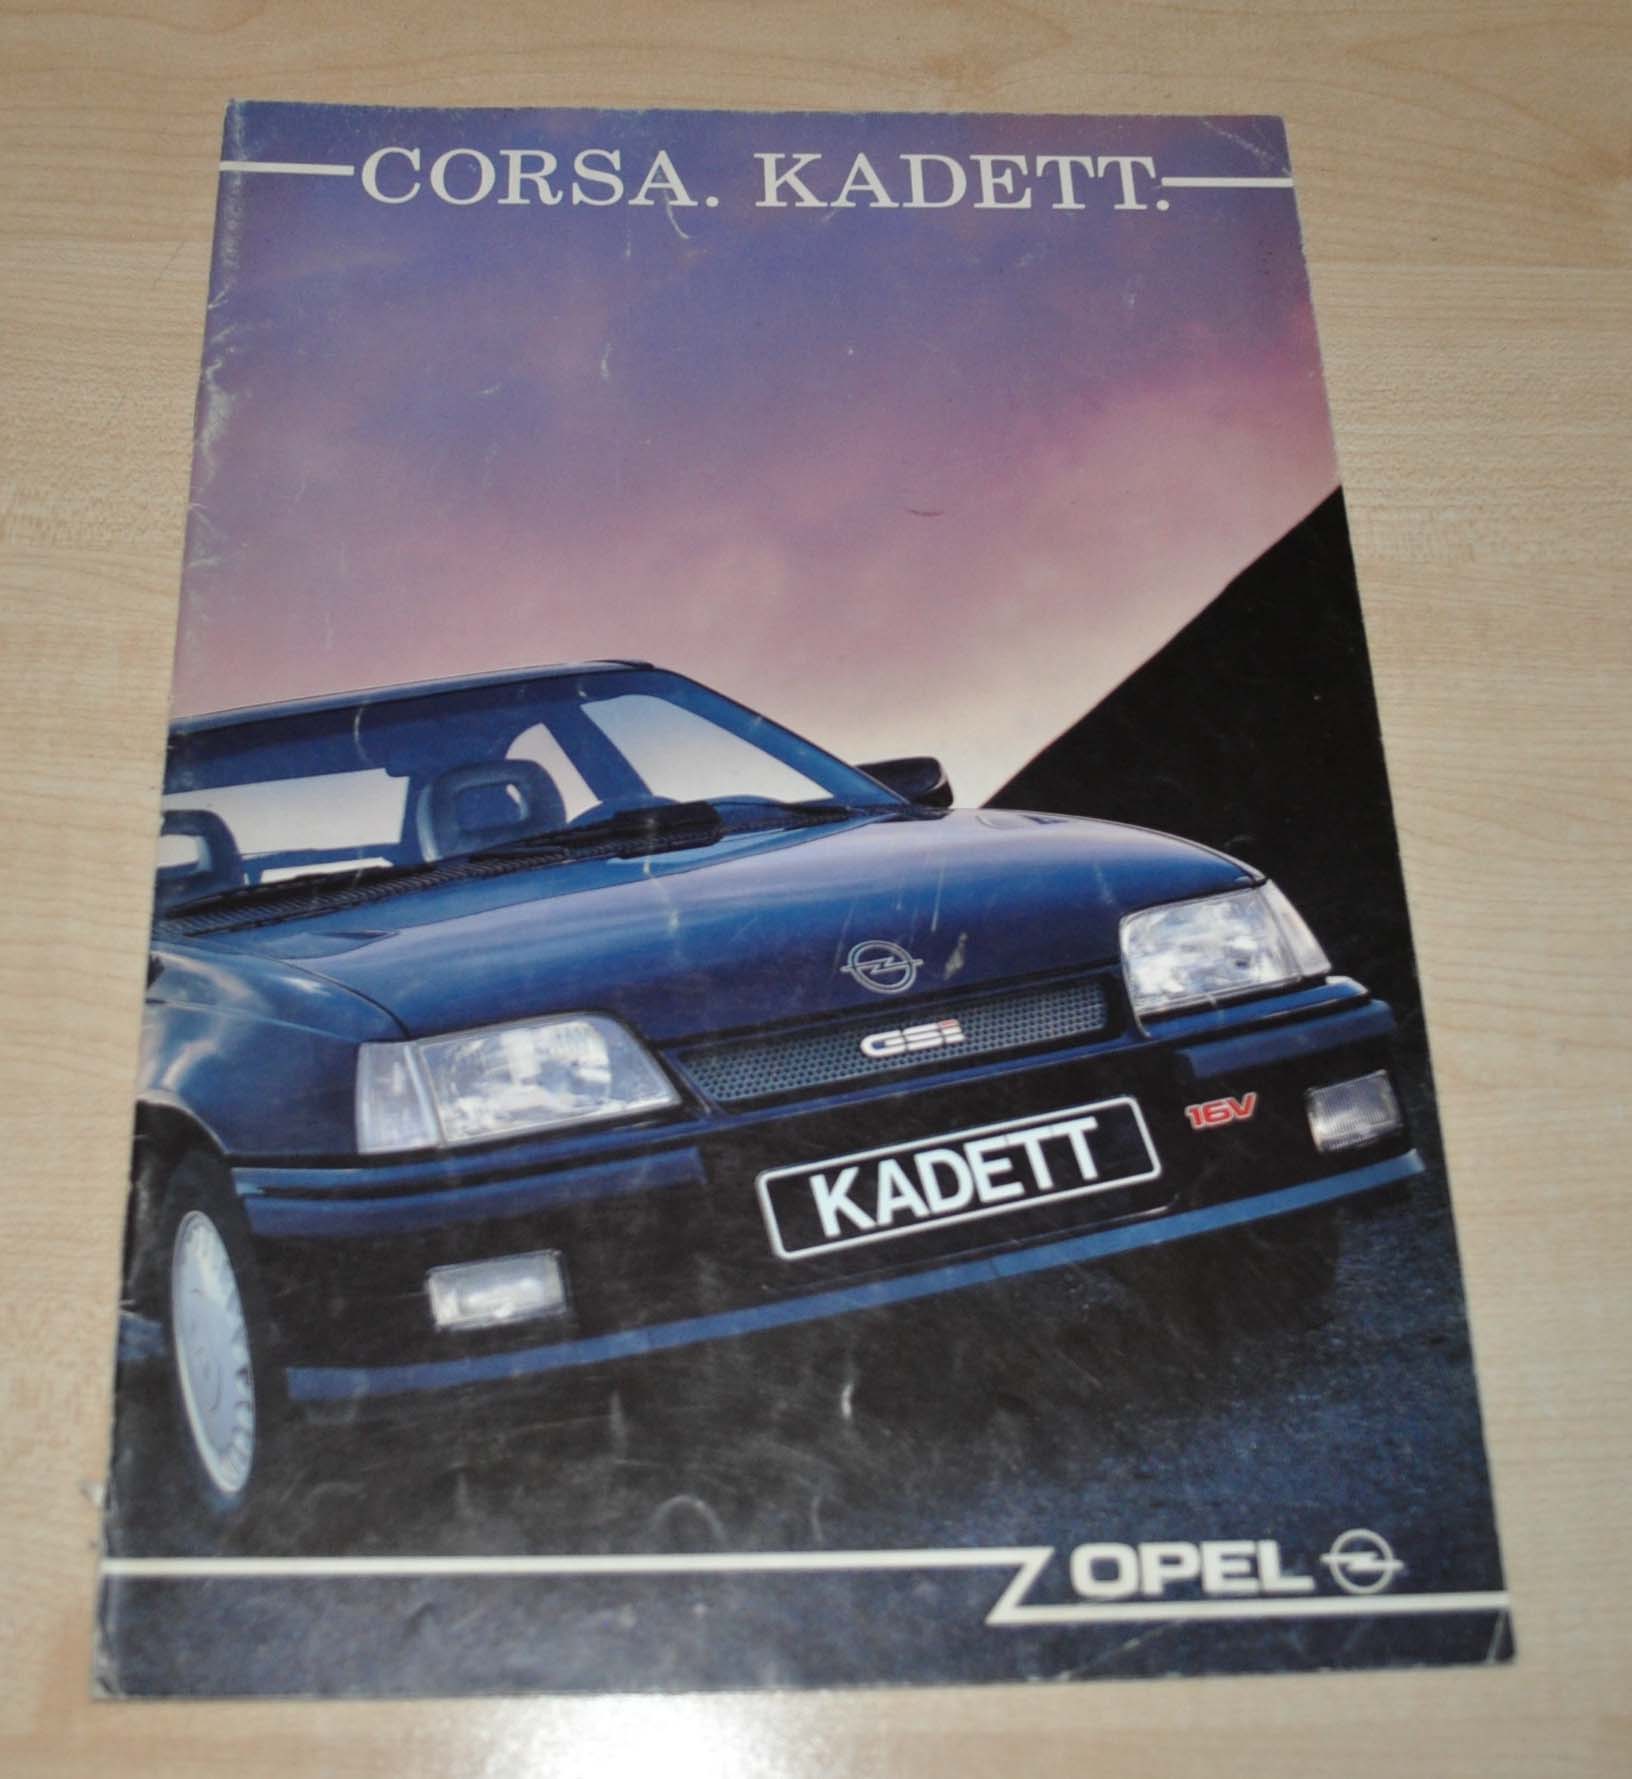 CORSA. KADETT.
GSi
16V
KADETT
OPEL